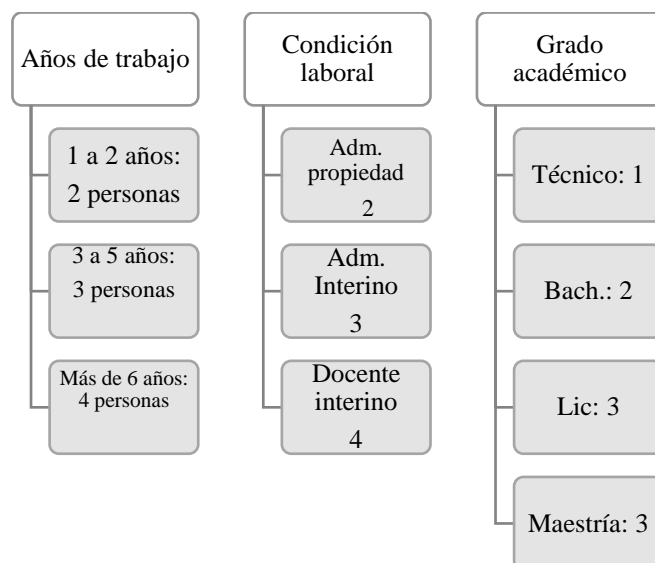 Años de trabajo
1 a 2 años:
2 personas
3 a 5 años:
3 personas
Más de 6 años:
4 personas
Condición
laboral
Adm.
propiedad
2
Adm.
Interino
3
Docente
interino
4
Grado
académico
Técnico: 1
Bach.: 2
Lic: 3
Maestría: 3